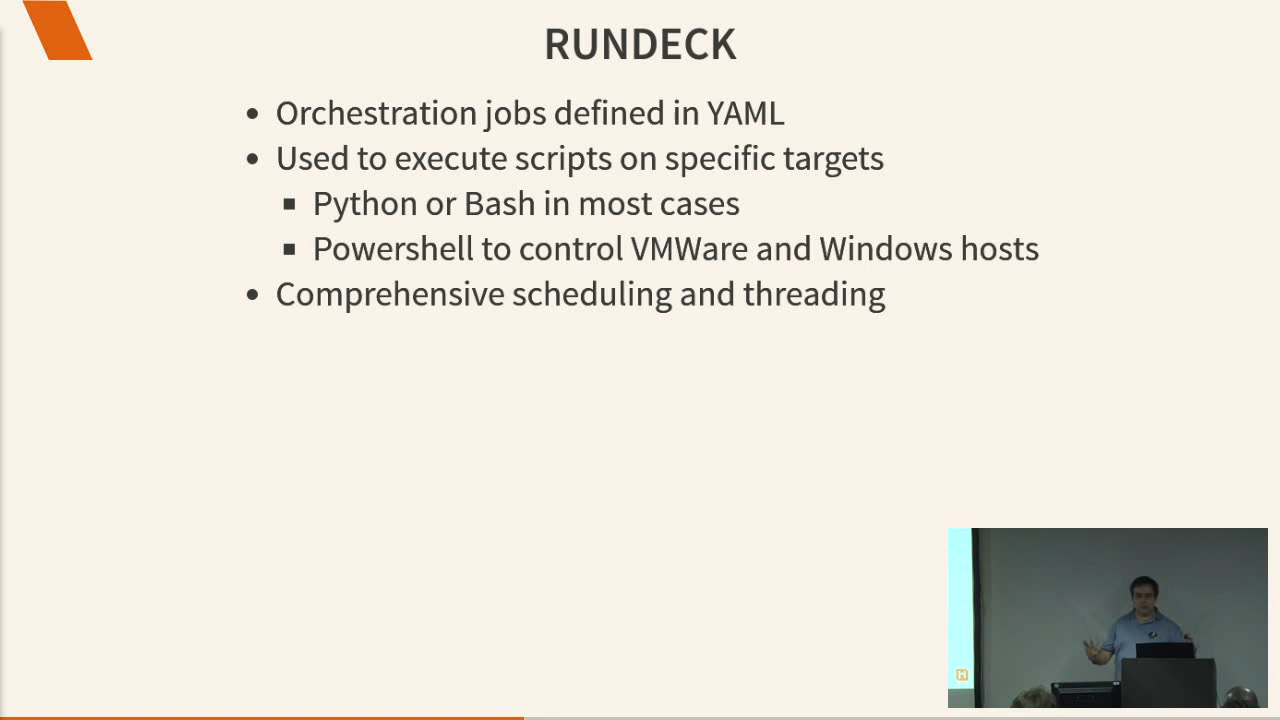 RUNDECK
Orchestration jobs defined in YAML
Used to execute scripts on specific targets
Python or Bash in most cases
Powershell to control VMWare and Windows hosts
Comprehensive scheduling and threading